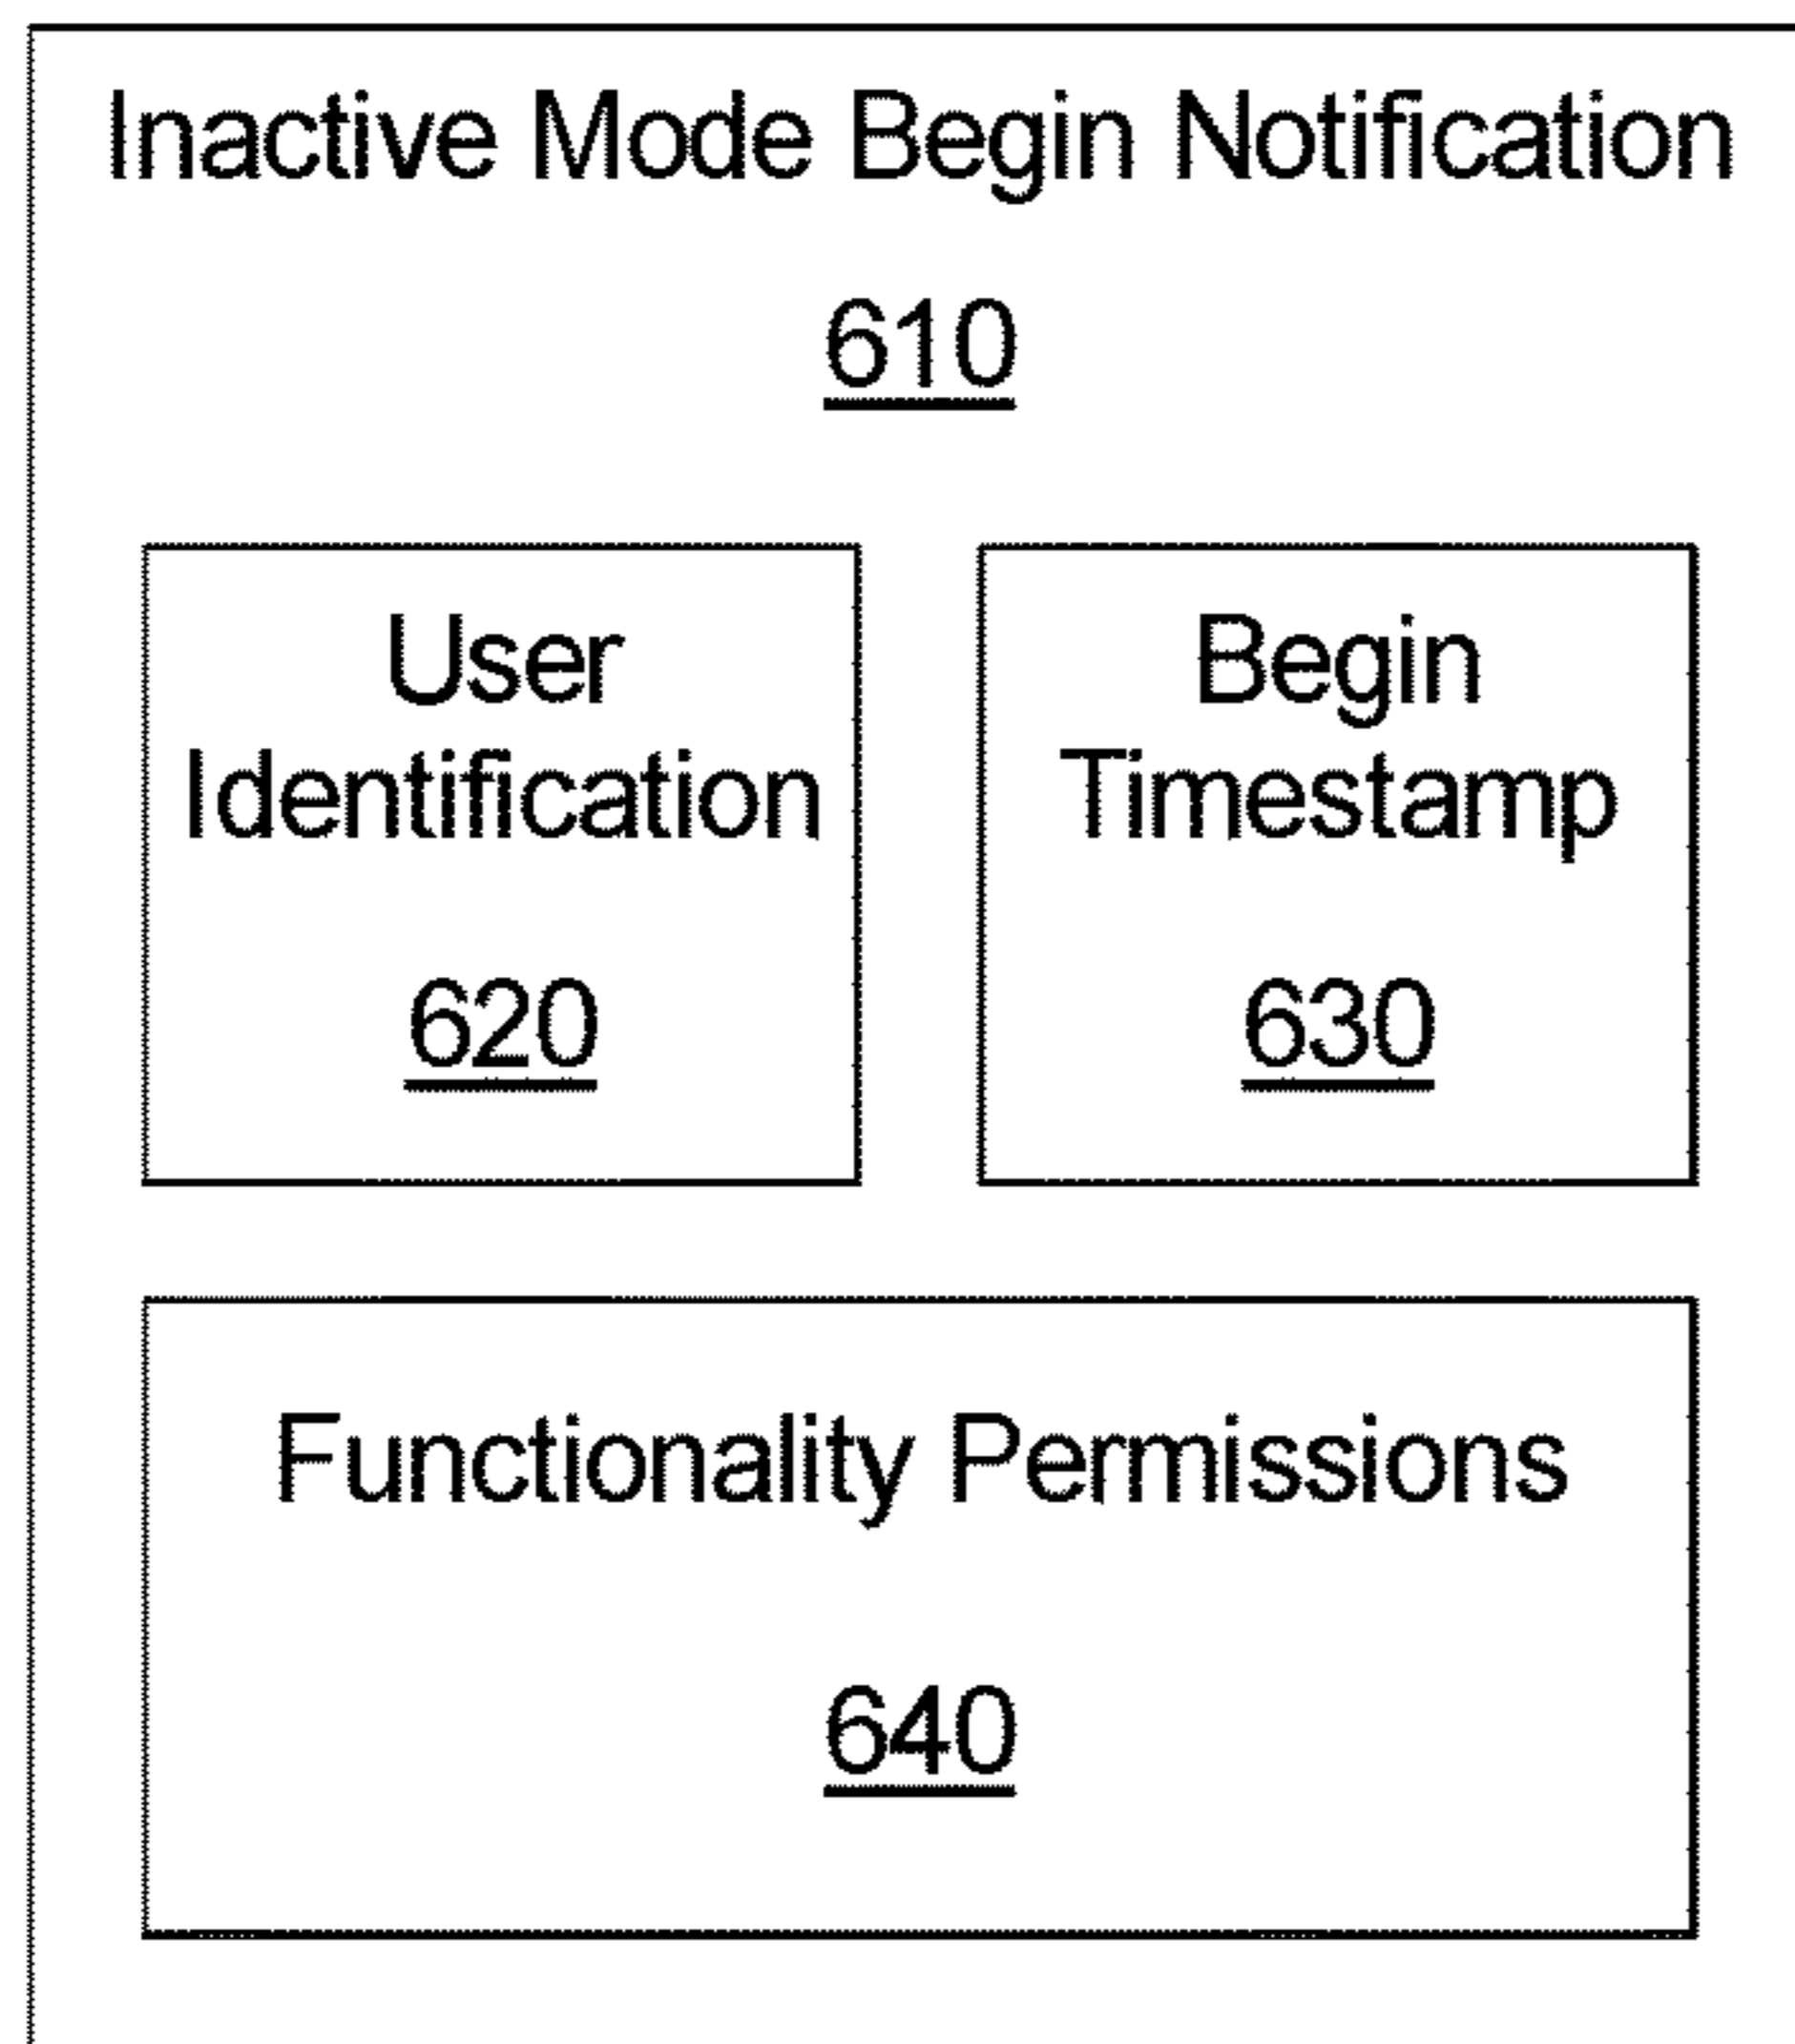 Inactive Mode Begin Notification
610
User
Identification
620
Begin
Timestamp
630
Functionality Permissions
640